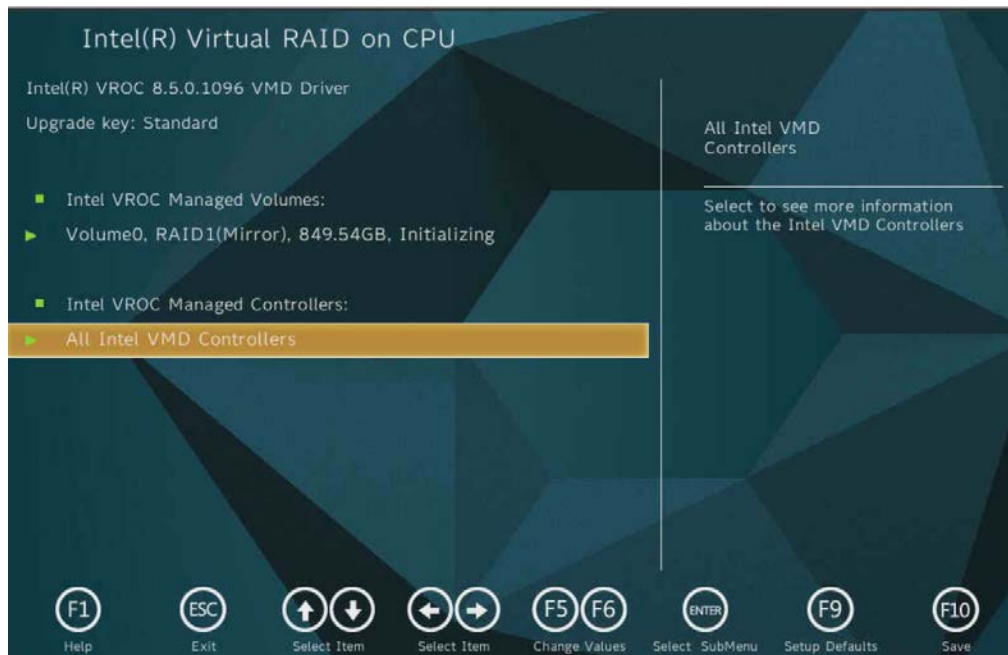 Intel(R) Virtual RAID on CPU
Intel(R) VROC 8.5.0.1096 VMD Driver
Upgrade key: Standard
Intel VROC Managed Volumes:
Volume0, RAID1(Mirror), 849.54GB, Initializing
Intel VROC Managed Controllers:
All Intel VMD Controllers
All Intel VMD
Controllers
Select to see more information
about the Intel VMD Controllers
F1 ESC F5 F6 ENTER F9 F10
Help Exit Select Item Select Item Change Values Select SubMenu Setup Defaults Save